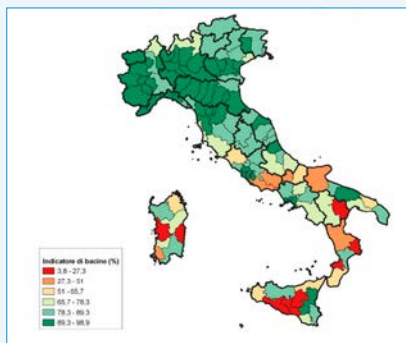 Indicatore di bacino (%)
3,8 - 27,3
27,3 - 51
51 - 65,7
65,7 - 78,3
78,3 - 89,3
89,3 - 98,9